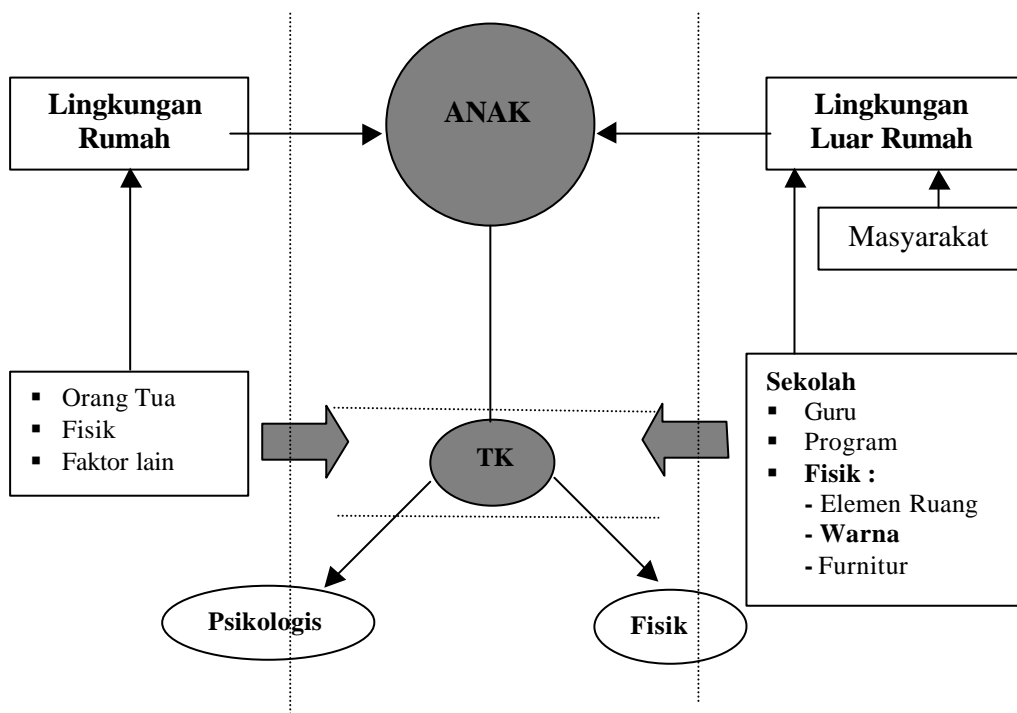 Lingkungan
Rumah
ANAK
Lingkungan
Luar Rumah
Masyarakat
▪ Orang Tua
▪ Fisik
▪ Faktor lain
Sekolah
▪ Guru
▪ Program
▪ Fisik :
- Elemen Ruang
- Warna
- Furnitur
TK
Psikologis
Fisik